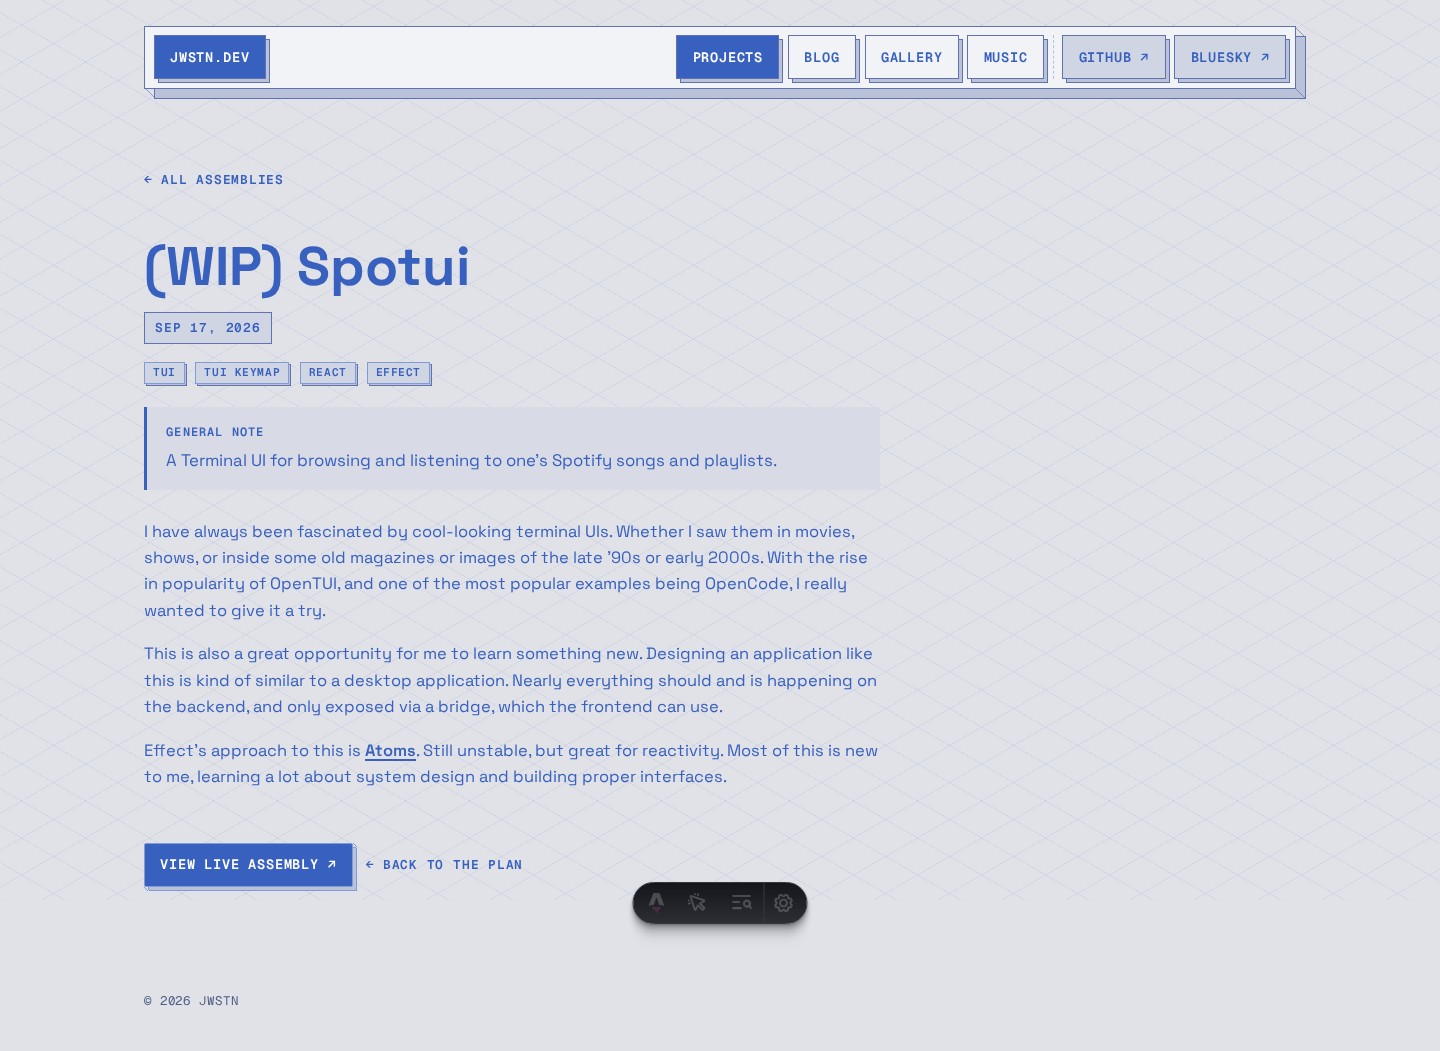 JWSTN.DEV
PROJECTS
BLOG
GALLERY
MUSIC
GITHUB ↗
BLUESKY ↗
← ALL ASSEMBLIES
(WIP) Spotui
SEP 17, 2026
TUI
TUI KEYMAP
REACT
EFFECT
GENERAL NOTE
A Terminal UI for browsing and listening to one’s Spotify songs and playlists.
I have always been fascinated by cool-looking terminal UIs. Whether I saw them in movies,
shows, or inside some old magazines or images of the late ’90s or early 2000s. With the rise
in popularity of OpenTUI, and one of the most popular examples being OpenCode, I really
wanted to give it a try.
This is also a great opportunity for me to learn something new. Designing an application like
this is kind of similar to a desktop application. Nearly everything should and is happening on
the backend, and only exposed via a bridge, which the frontend can use.
Effect’s approach to this is Atoms. Still unstable, but great for reactivity. Most of this is new
to me, learning a lot about system design and building proper interfaces.
VIEW LIVE ASSEMBLY ↗
← BACK TO THE PLAN
© 2026 JWSTN